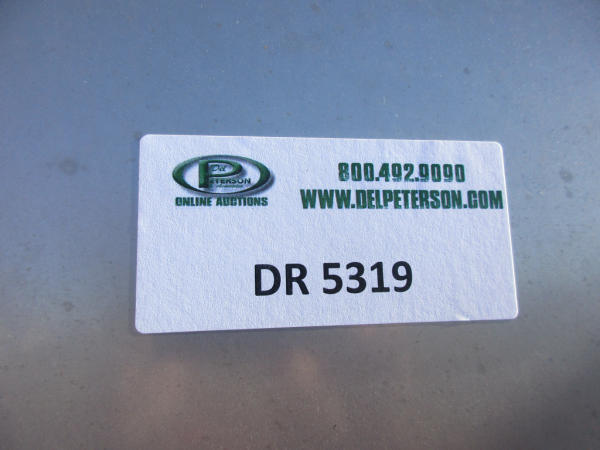 Del
PETERSON
ONLINE AUCTIONS
800.492.9090
WWW.DELPETERSON.COM
DR 5319